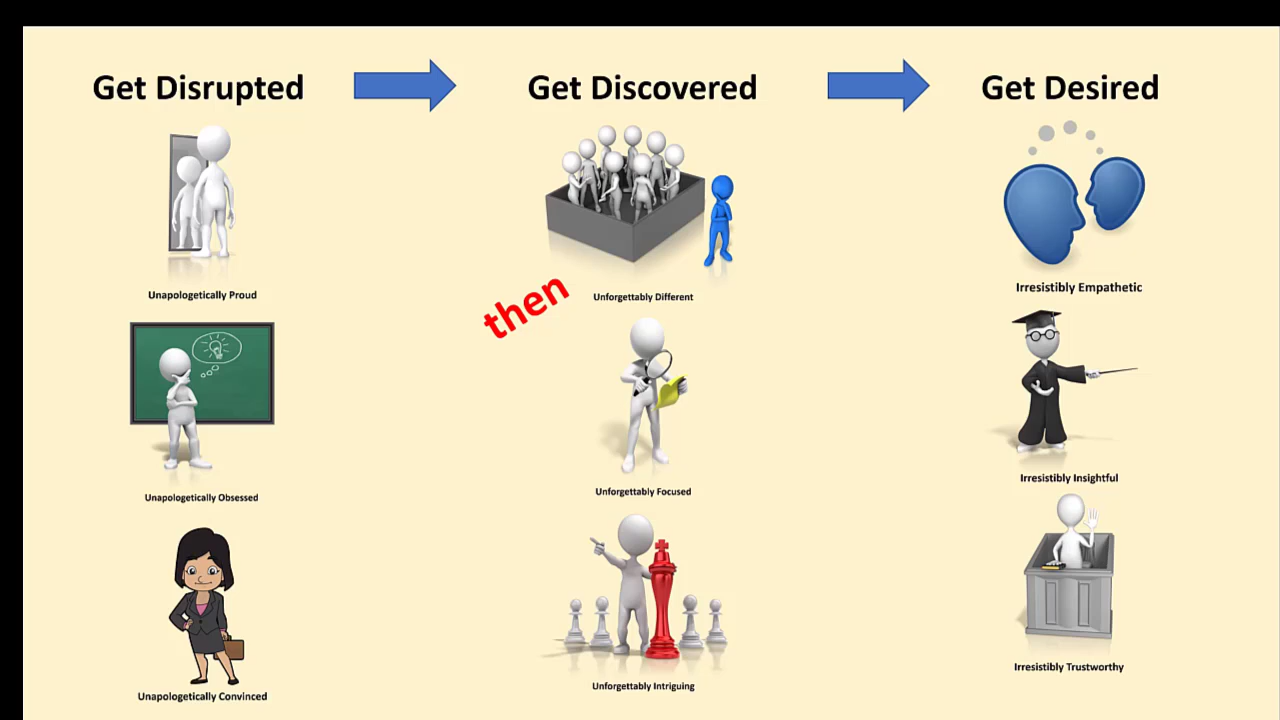 Get Disrupted
Get Discovered
Get Desired
Unapologetically Proud
then
Unforgettably Different
Irresistibly Empathetic
Unapologetically Obsessed
Unforgettably Focused
Irresistibly Insightful
Unapologetically Convinced
Unforgettably Intriguing
Irresistibly Trustworthy